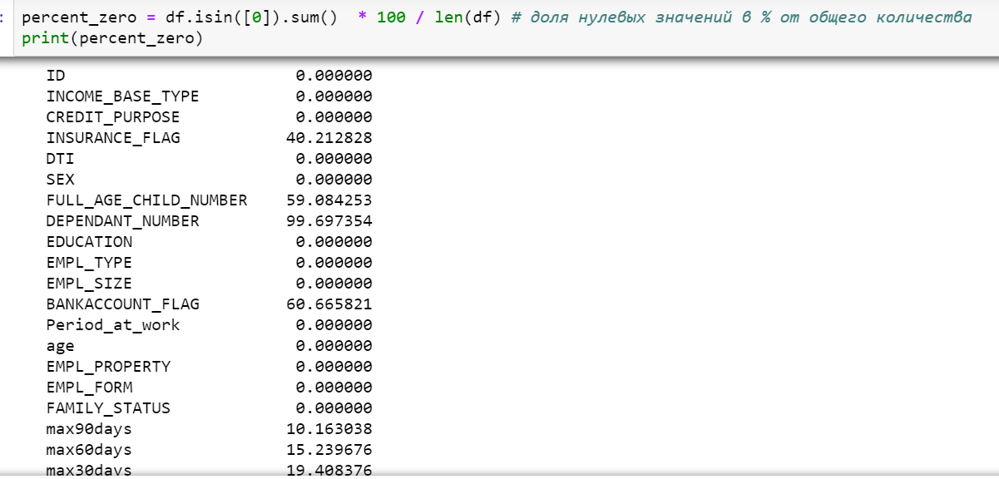 : percent_zero = df.isin([0]).sum()  * 100 / len(df) # доля нулевых значений в % от общего количества
print(percent_zero)
ID                      0.000000
INCOME_BASE_TYPE        0.000000
CREDIT_PURPOSE          0.000000
INSURANCE_FLAG         40.212828
DTI                     0.000000
SEX                     0.000000
FULL_AGE_CHILD_NUMBER  59.084253
DEPENDANT_NUMBER       99.697354
EDUCATION               0.000000
EMPL_TYPE               0.000000
EMPL_SIZE               0.000000
BANKACCOUNT_FLAG       60.665821
Period_at_work          0.000000
age                     0.000000
EMPL_PROPERTY           0.000000
EMPL_FORM               0.000000
FAMILY_STATUS           0.000000
max90days              10.163038
max60days              15.239676
max30days              19.408376